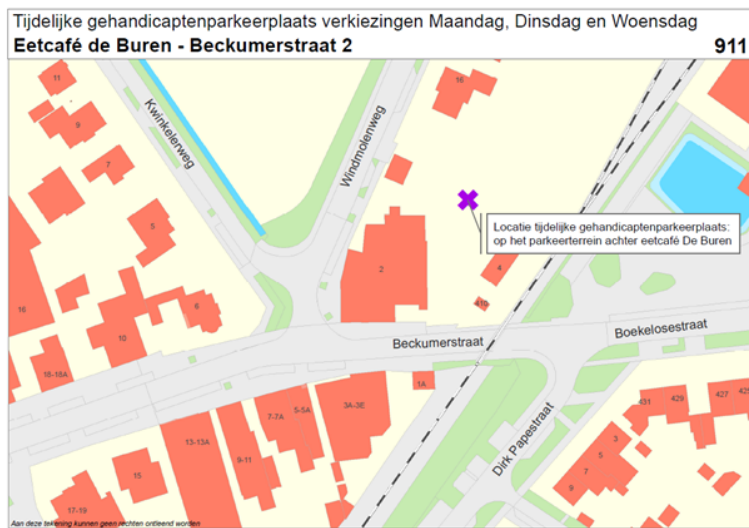 Tijdelijke gehandicaptenparkeerplaats verkiezingen Maandag, Dinsdag en Woensdag
Eetcafé de Buren - Beckumerstraat 2 911
11
9
7
5
16
6
10
18-18A
16
Kwinkelerweg
Windmolenweg
2
Locatie tijdelijke gehandicaptenparkeerplaats:
op het parkeerterrein achter eetcafé De Buren
4
410
Beckumerstraat
Boekelosestraat
1A
3A-3E
5-5A
7-7A
9-11
13-13A
15
17-19
Dirk Papestraat
431
429
427
425
3
5
7
9
Aan deze tekening kunnen geen rechten ontleend worden